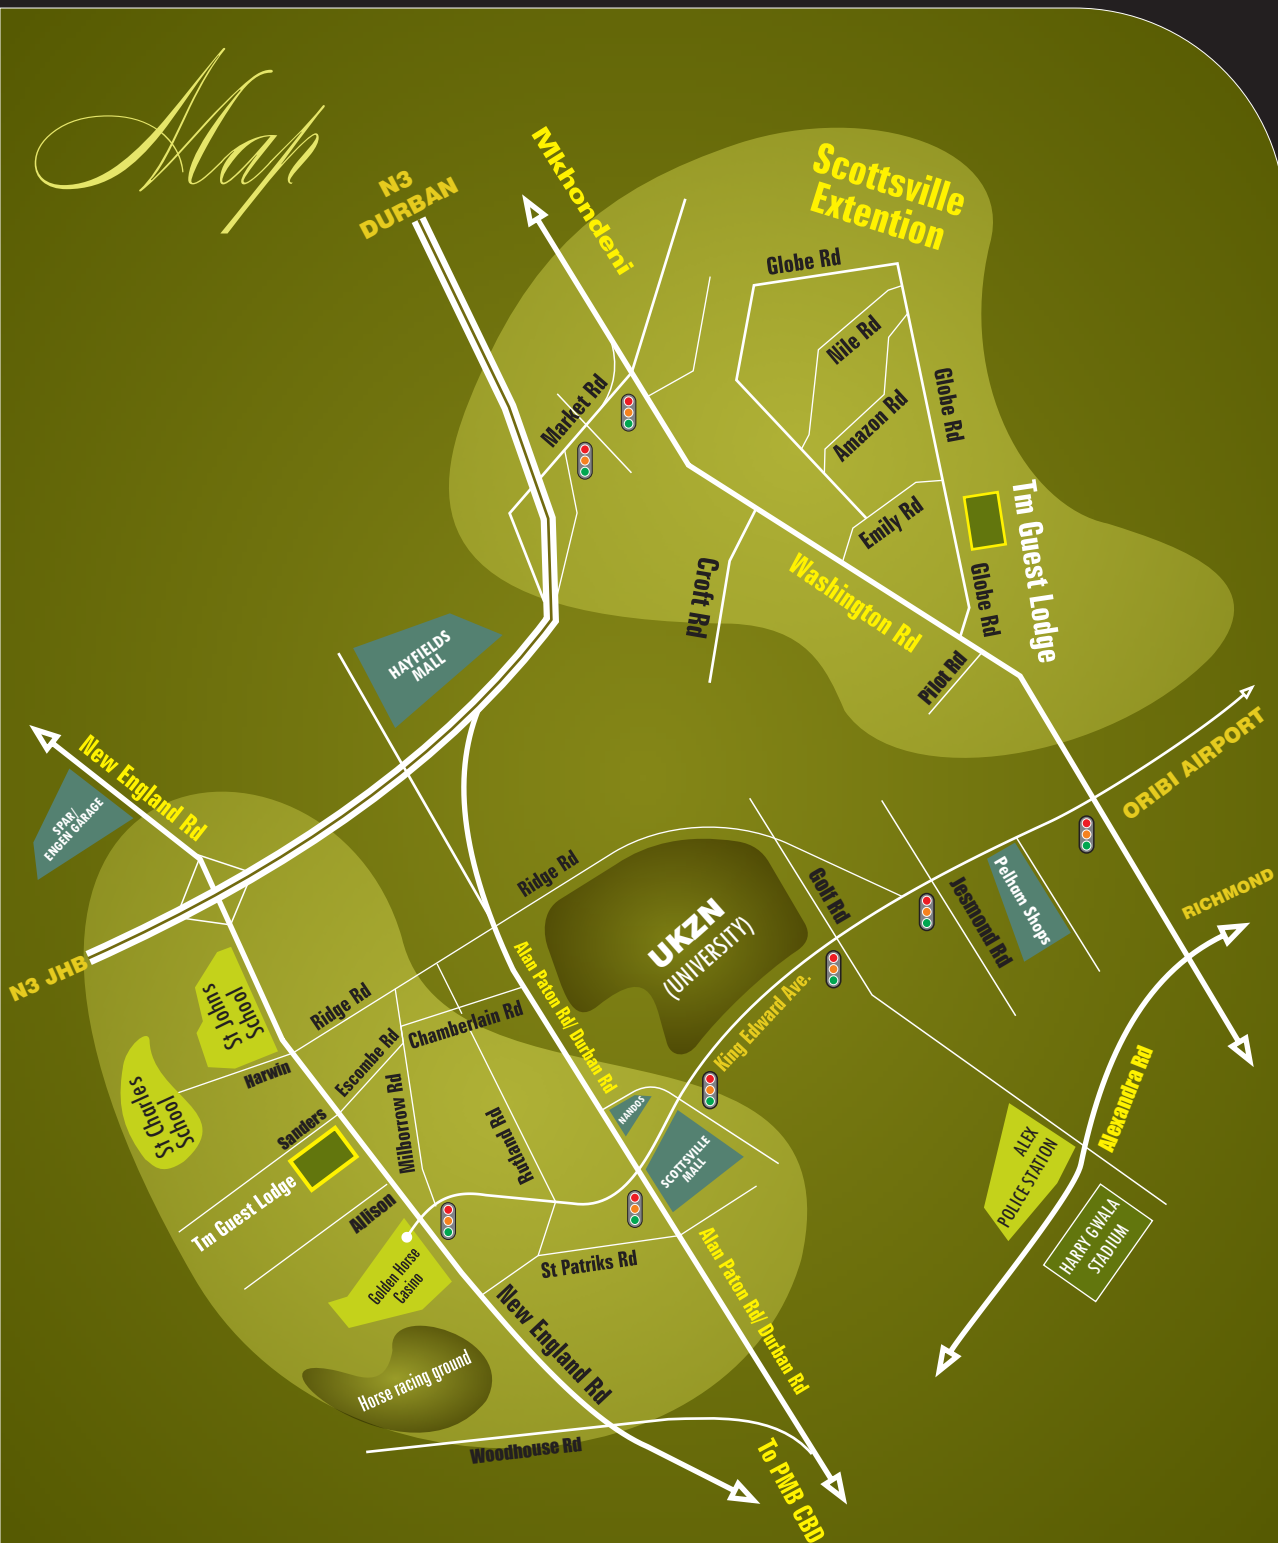 Map
N3
DURBAN
Mkhondeni
Scottsville
Extention
Globe Rd
Nile Rd
Globe Rd
Market Rd
Amazon Rd
Emily Rd
Tm Guest Lodge
Globe Rd
Croft Rd
Washington Rd
Pilot Rd
HAYFIELDS
MALL
New England Rd
SPAR/
ENGEN GARAGE
ORIBI AIRPORT
RICHMOND
Ridge Rd
Golf Rd
Jesmond Rd
Pelham Shops
UKZN
(UNIVERSITY)
N3 JHB
St Johns
School
Ridge Rd
Chamberlain Rd
Alan Paton Rd/ Durban Rd
King Edward Ave.
Harwin
Escombe Rd
Milborrow Rd
Rutland Rd
NANDOS
SCOTTSVILLE
MALL
Alexandra Rd
St Charles
School
Sanders
Tm Guest Lodge
Allison
ALEX
POLICE STATION
HARRY GWALA
STADIUM
Golden Horse
Casino
St Patriks Rd
Alan Paton Rd/ Durban Rd
New England Rd
Horse racing ground
Woodhouse Rd
To PMB CBD